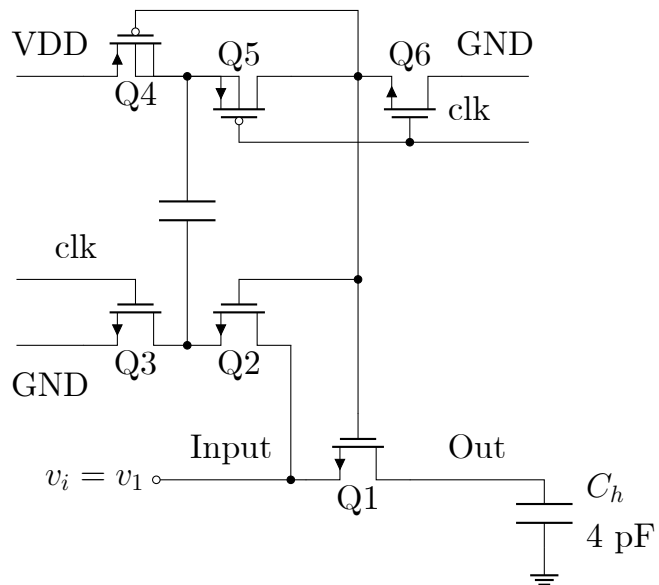 VDD
Q4
Q5
Q6
GND
clk
clk
Q3
Q2
GND
Input
Out
v_i = v_1
Q1
C_h
4 pF